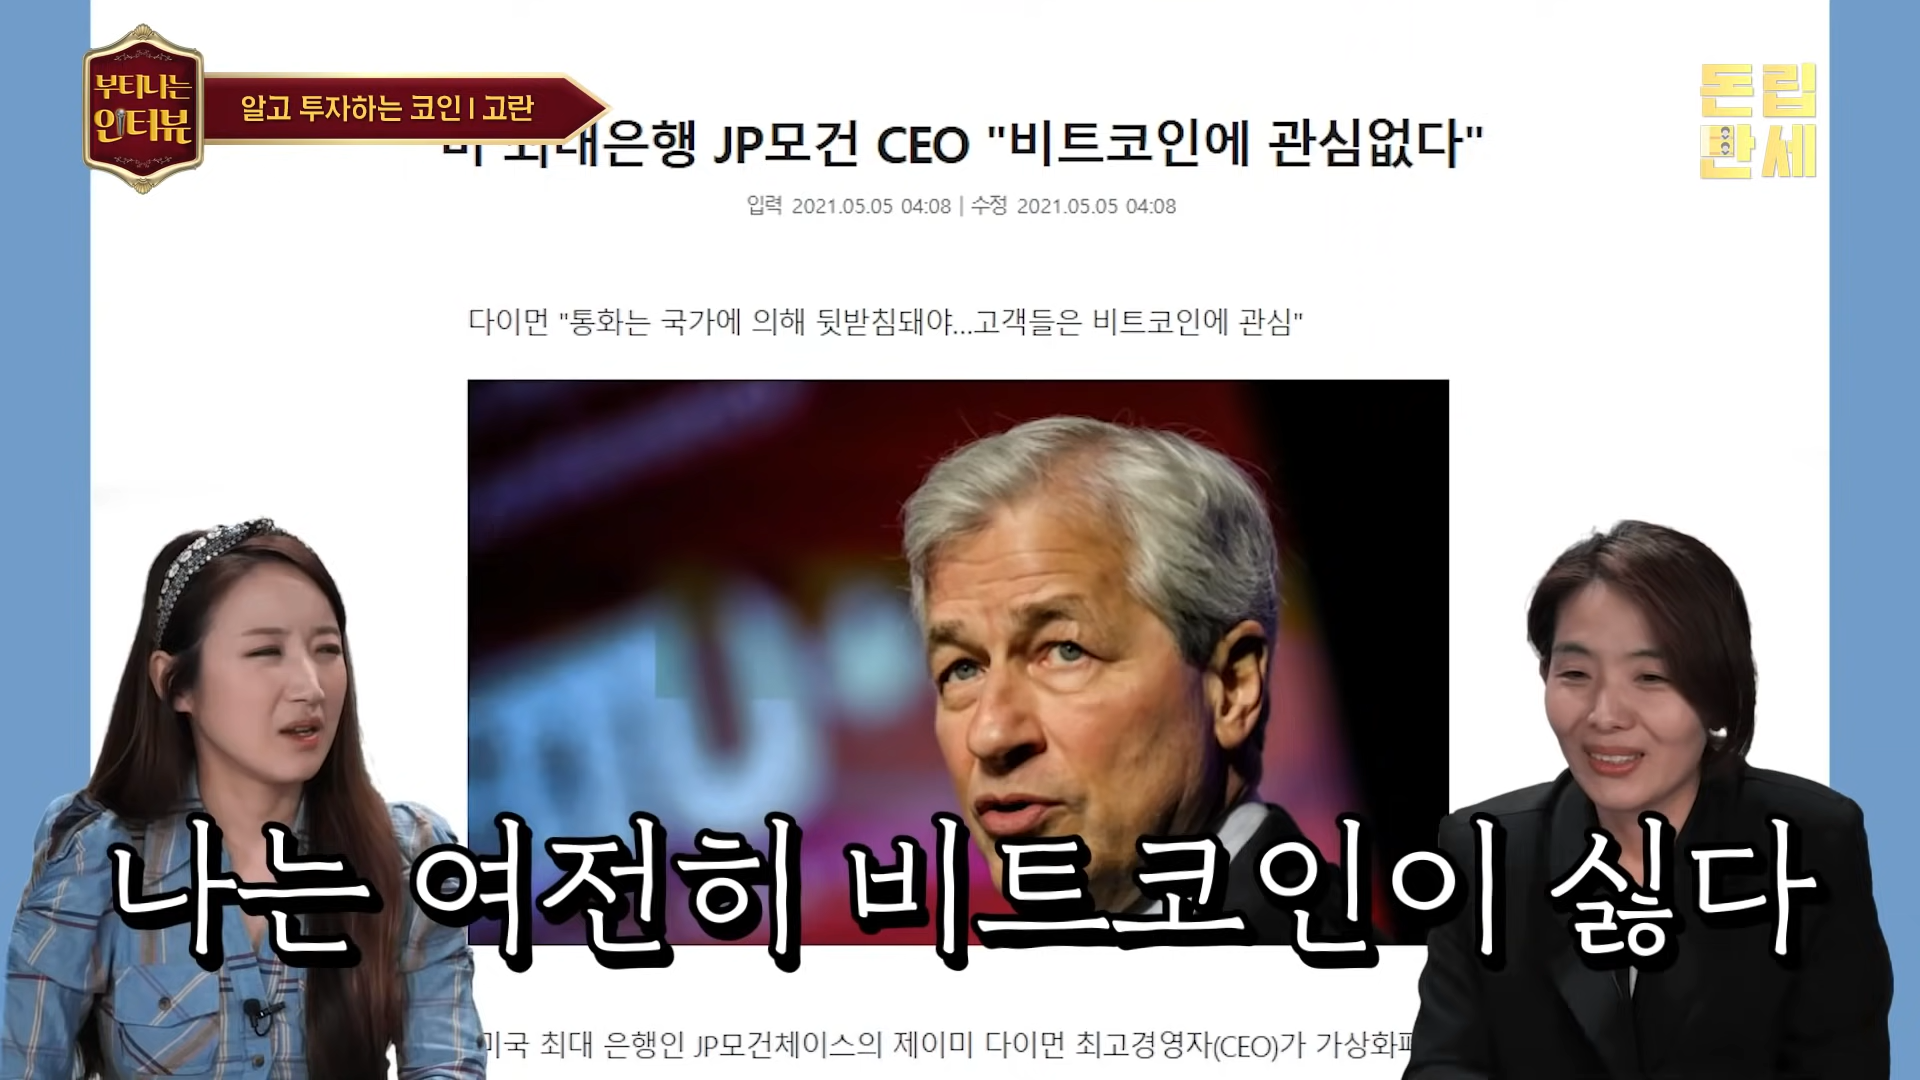 부티나는
인터뷰
알고 투자하는 코인 | 고란
돈립
만세
미 최대은행 JP모건 CEO "비트코인에 관심없다"
입력 2021.05.05 04:08 | 수정 2021.05.05 04:08
다이먼 "통화는 국가에 의해 뒷받침돼야...고객들은 비트코인에 관심"
나는 여전히 비트코인이 싫다
미국 최대 은행인 JP모건체이스의 제이미 다이먼 최고경영자(CEO)가 가상화폐